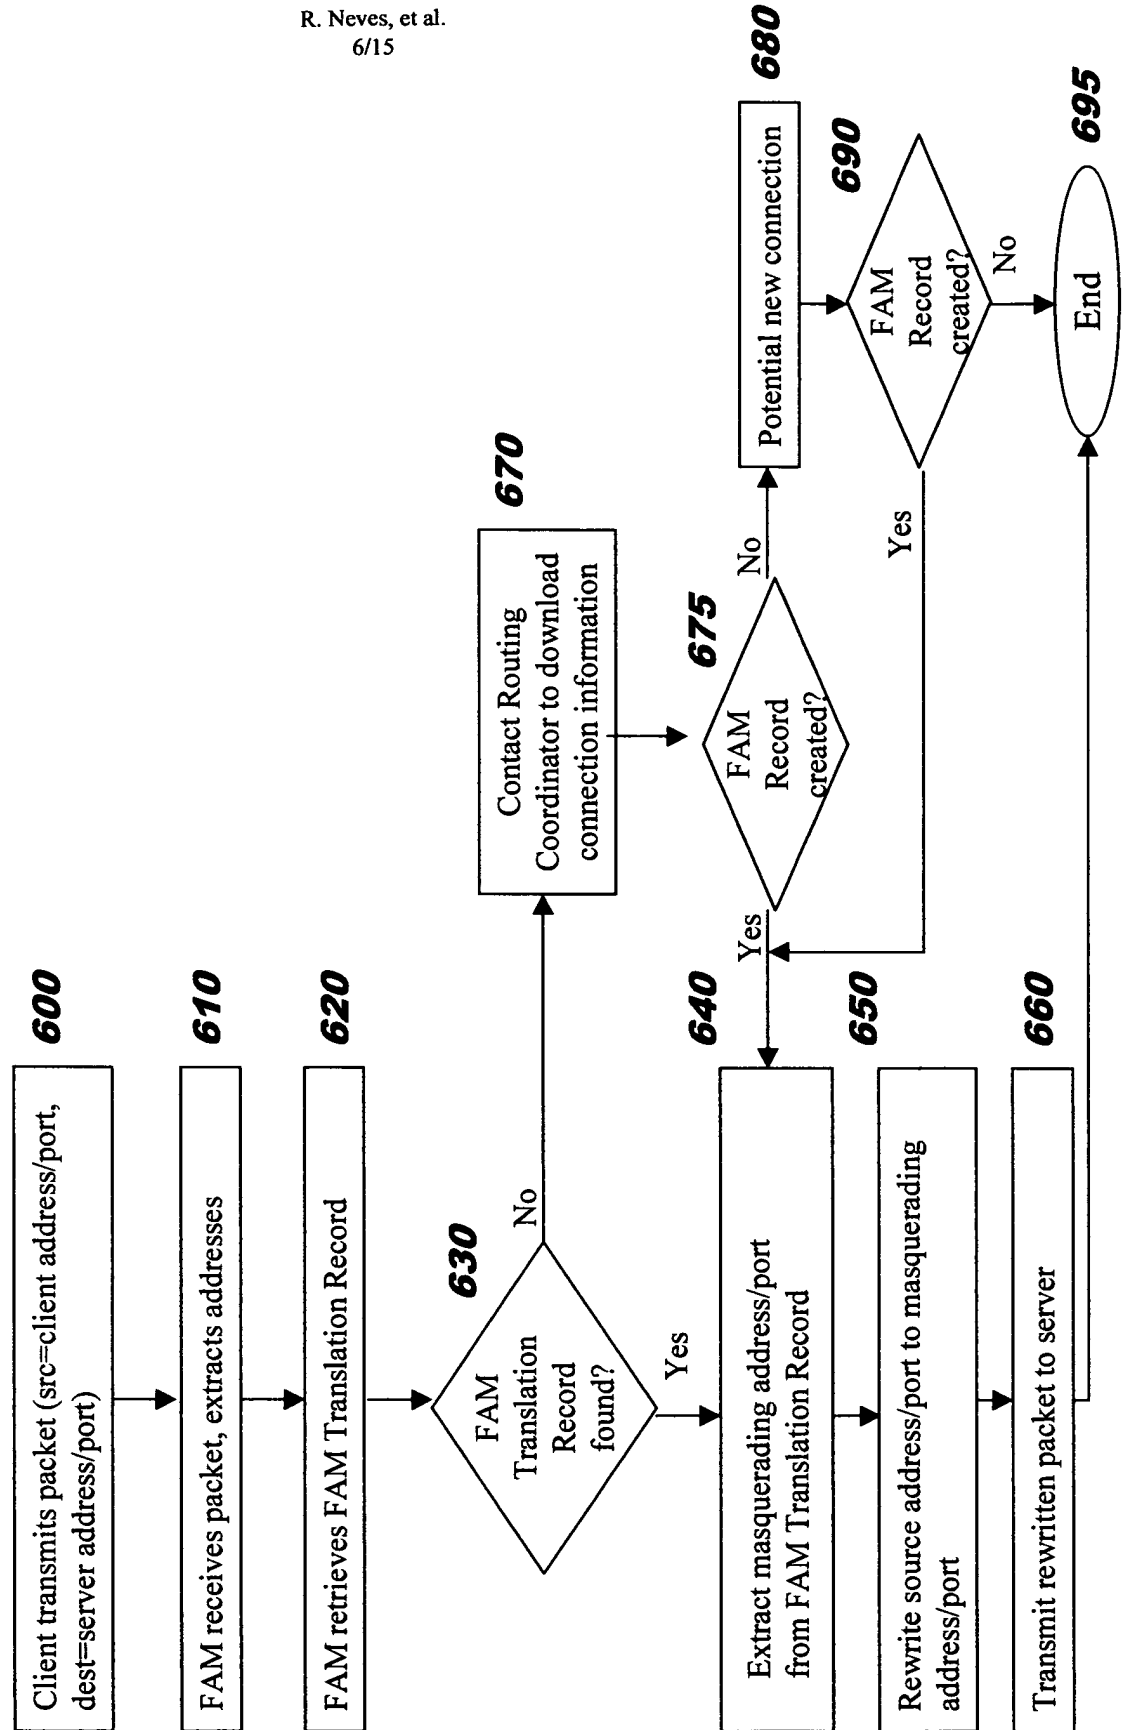 R. Neves, et al.
6/15
600
Client transmits packet (src=client address/port,
dest=server address/port)
610
FAM receives packet, extracts addresses
620
FAM retrieves FAM Translation Record
630
FAM
Translation
Record
found?
No
Yes
670
Contact Routing
Coordinator to download
connection information
675
FAM
Record
created?
No
Yes
680
Potential new connection
690
FAM
Record
created?
No
Yes
640
Extract masquerading address/port
from FAM Translation Record
650
Rewrite source address/port to masquerading
address/port
660
Transmit rewritten packet to server
695
End